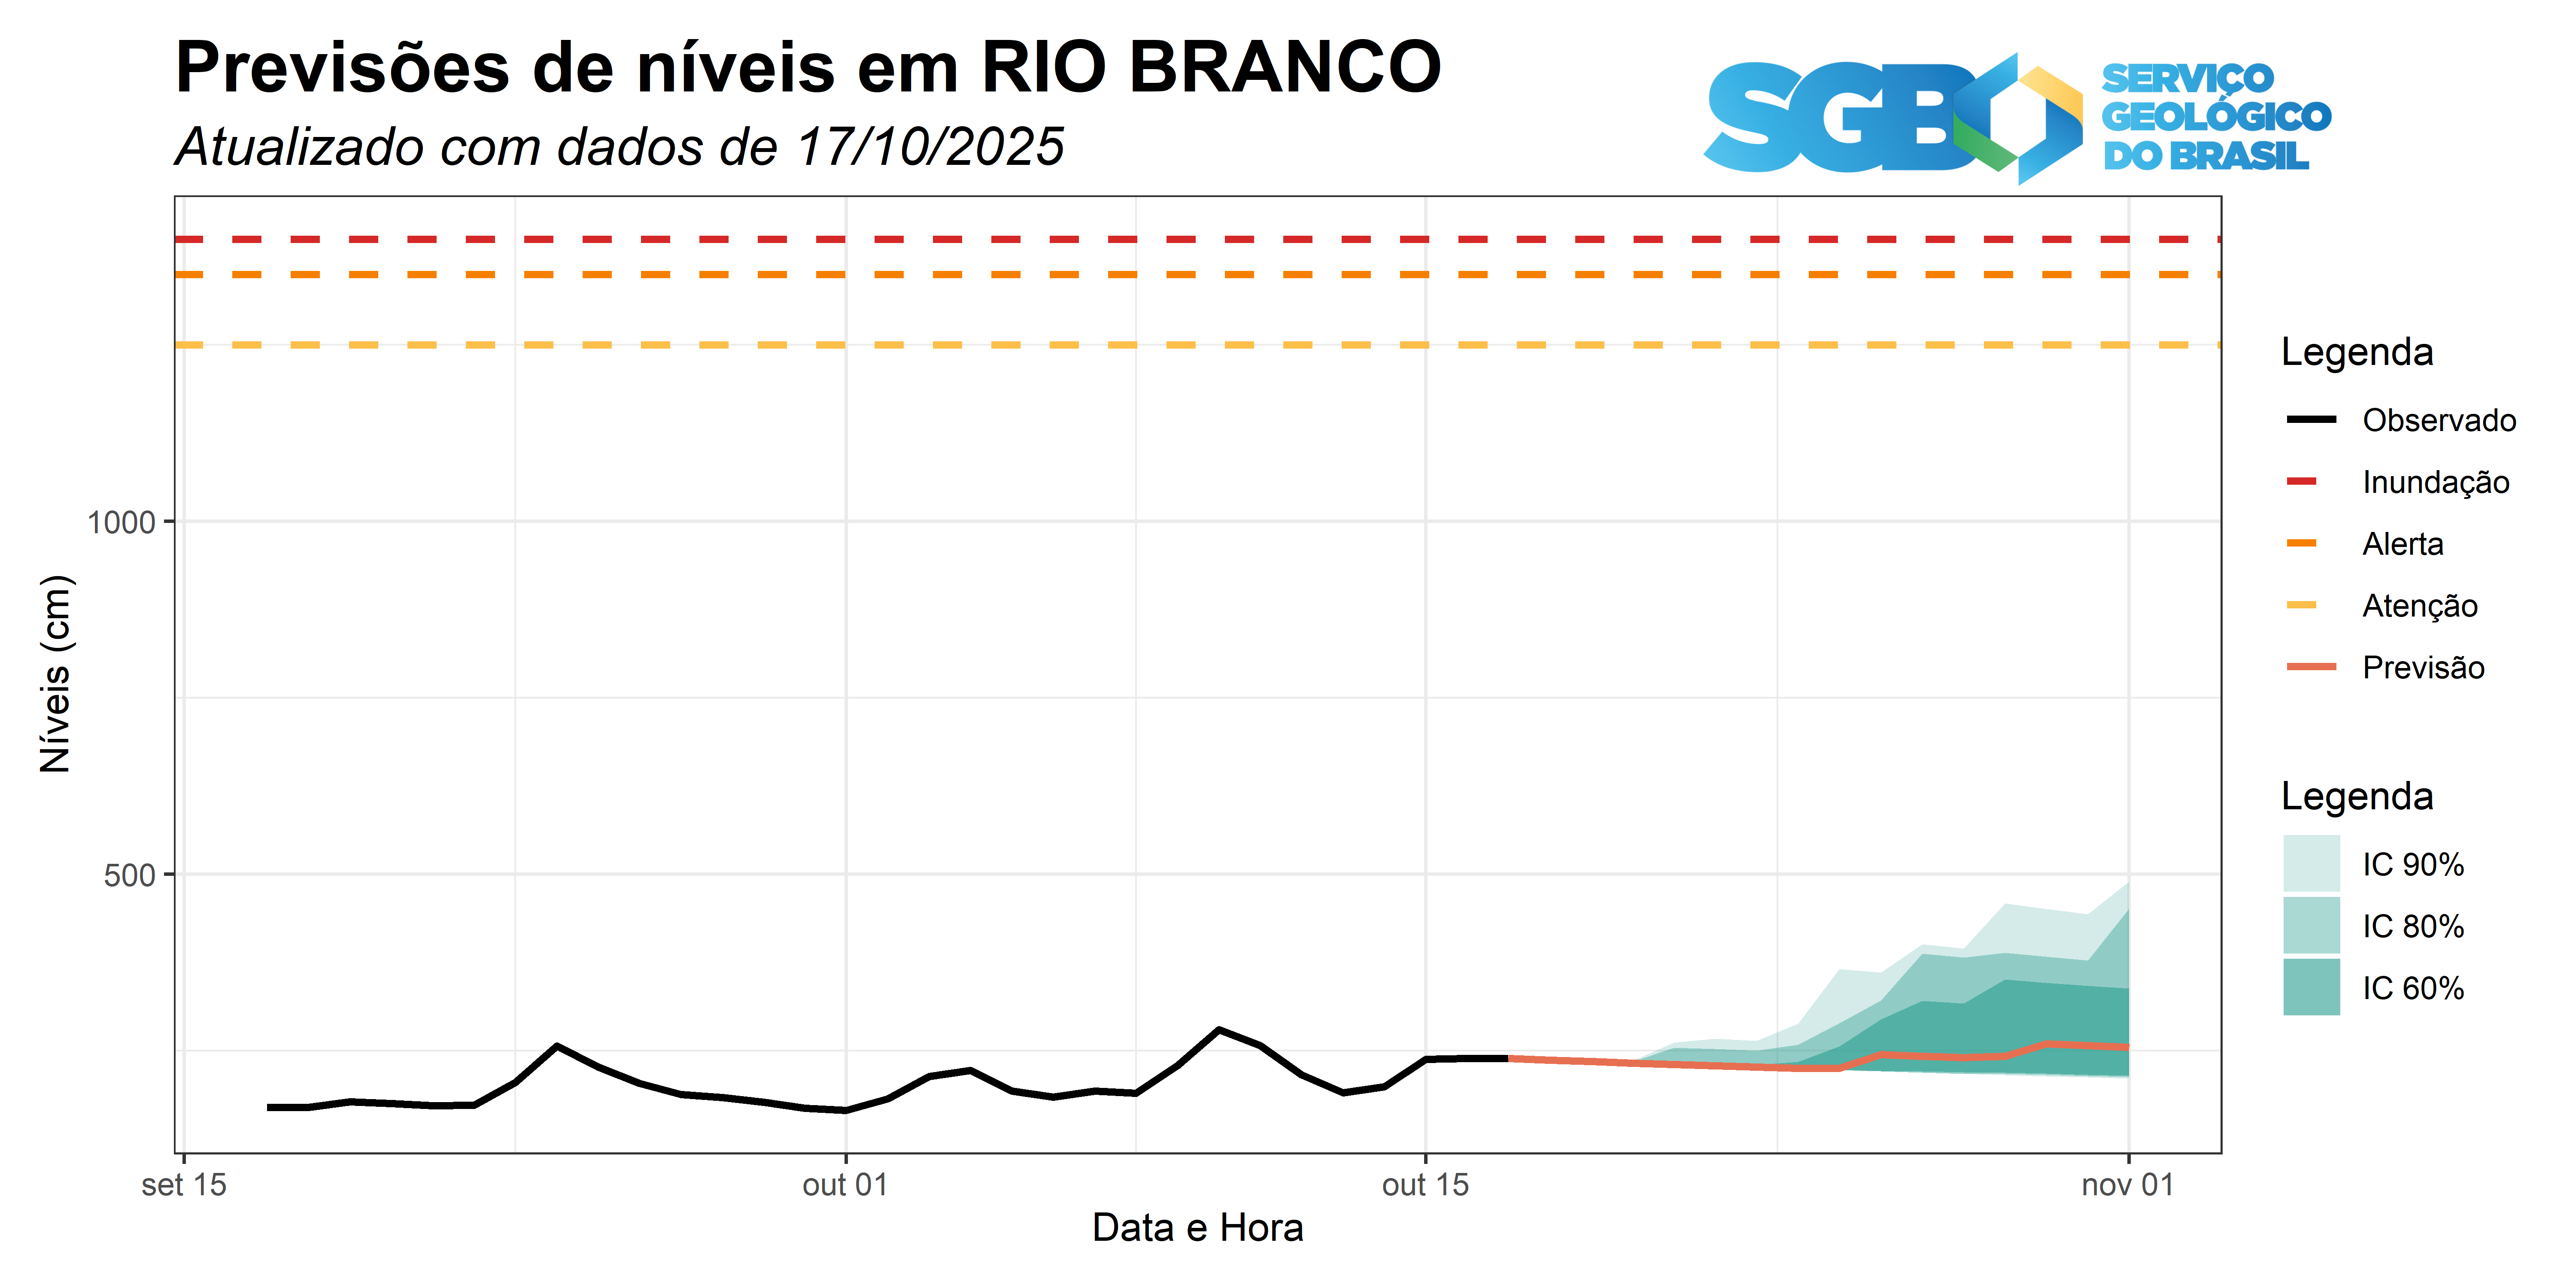 Previsões de níveis em RIO BRANCO
Atualizado com dados de 17/10/2025
SGB
SERVIÇO
GEOLÓGICO
DO BRASIL
Níveis (cm)
1000
500
set 15
out 01
out 15
nov 01
Data e Hora
Legenda
Observado
Inundação
Alerta
Atenção
Previsão
Legenda
IC 90%
IC 80%
IC 60%